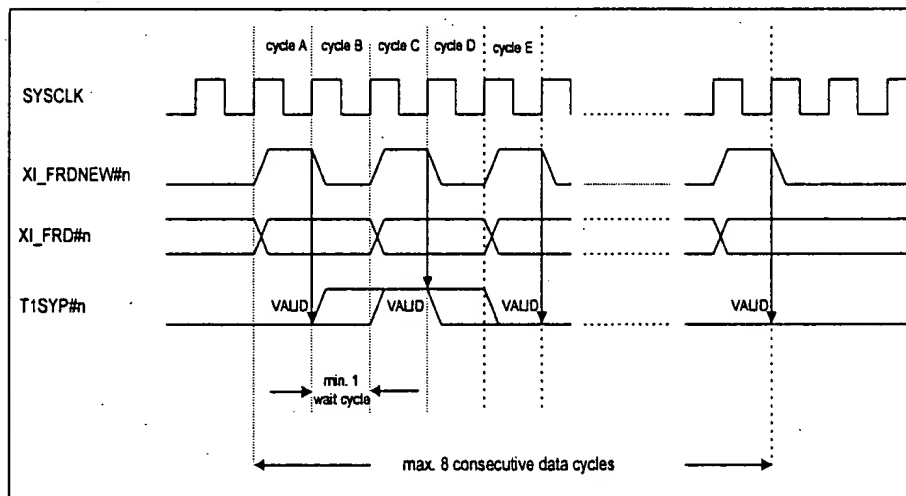 cycle A cycle B cycle C cycle D cycle E
SYSCLK
XI_FRDNEW#n
XI_FRD#n
T1SYP#n
VALID VALID VALID VALID
min. 1
wait cycle
max. 8 consecutive data cycles